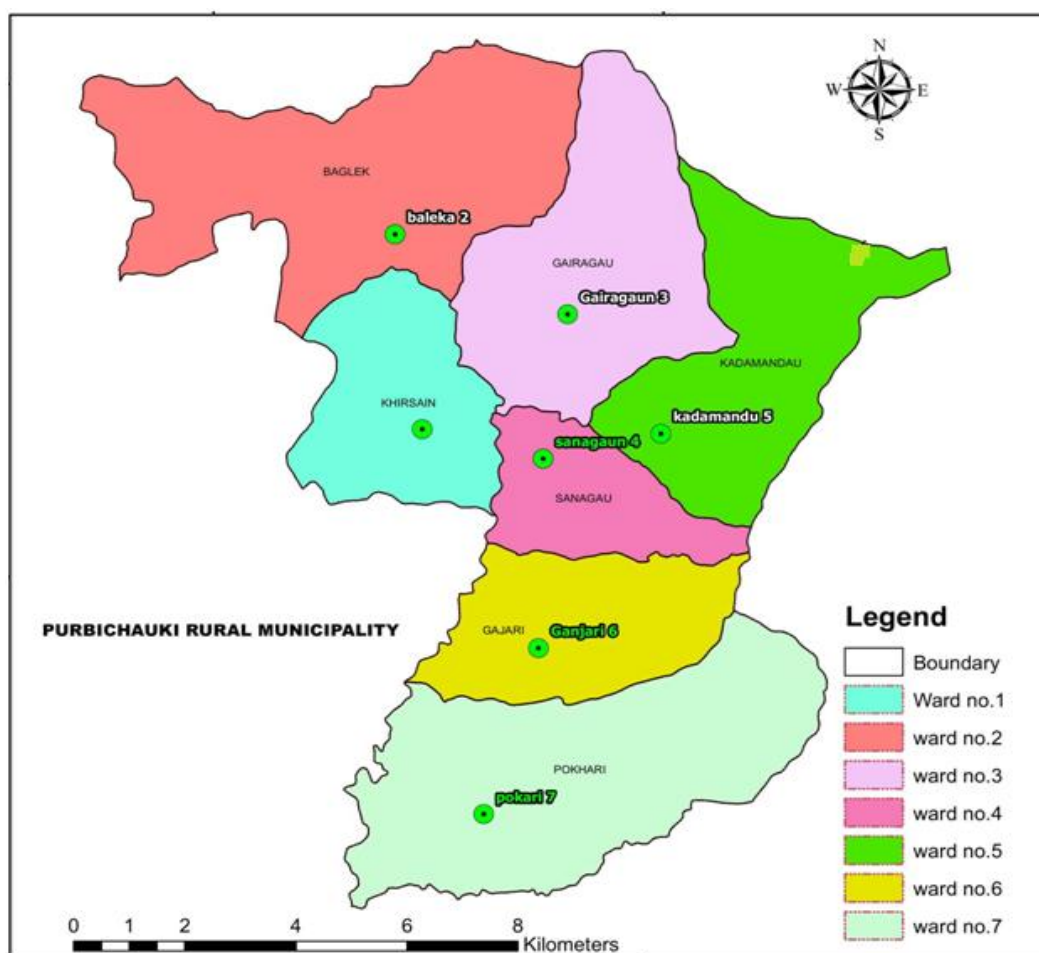 N
W E
S
BAGLEK
baleka 2
GAIRAGAU
Gairagaun 3
KADAMANDAU
KHIRSAIN
kadamandu 5
sanagaun 4
SANAGAU
PURBICHAUKI RURAL MUNICIPALITY
GAJARI
Ganjari 6
POKHARI
pokari 7
Legend
Boundary
Ward no.1
ward no.2
ward no.3
ward no.4
ward no.5
ward no.6
ward no.7
0 1 2 4 6 8
Kilometers